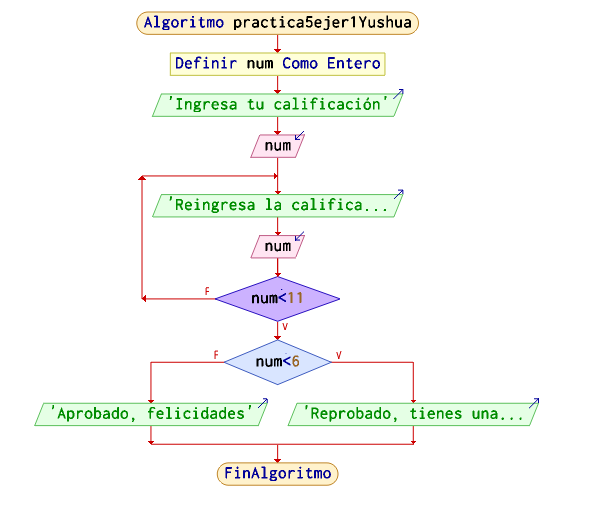 Algoritmo practica5ejer1Yushua
Definir num Como Entero
'Ingresa tu calificación'
num
'Reingresa la califica...
num
num<11
F
V
num<6
F
V
'Aprobado, felicidades'
'Reprobado, tienes una...
FinAlgoritmo